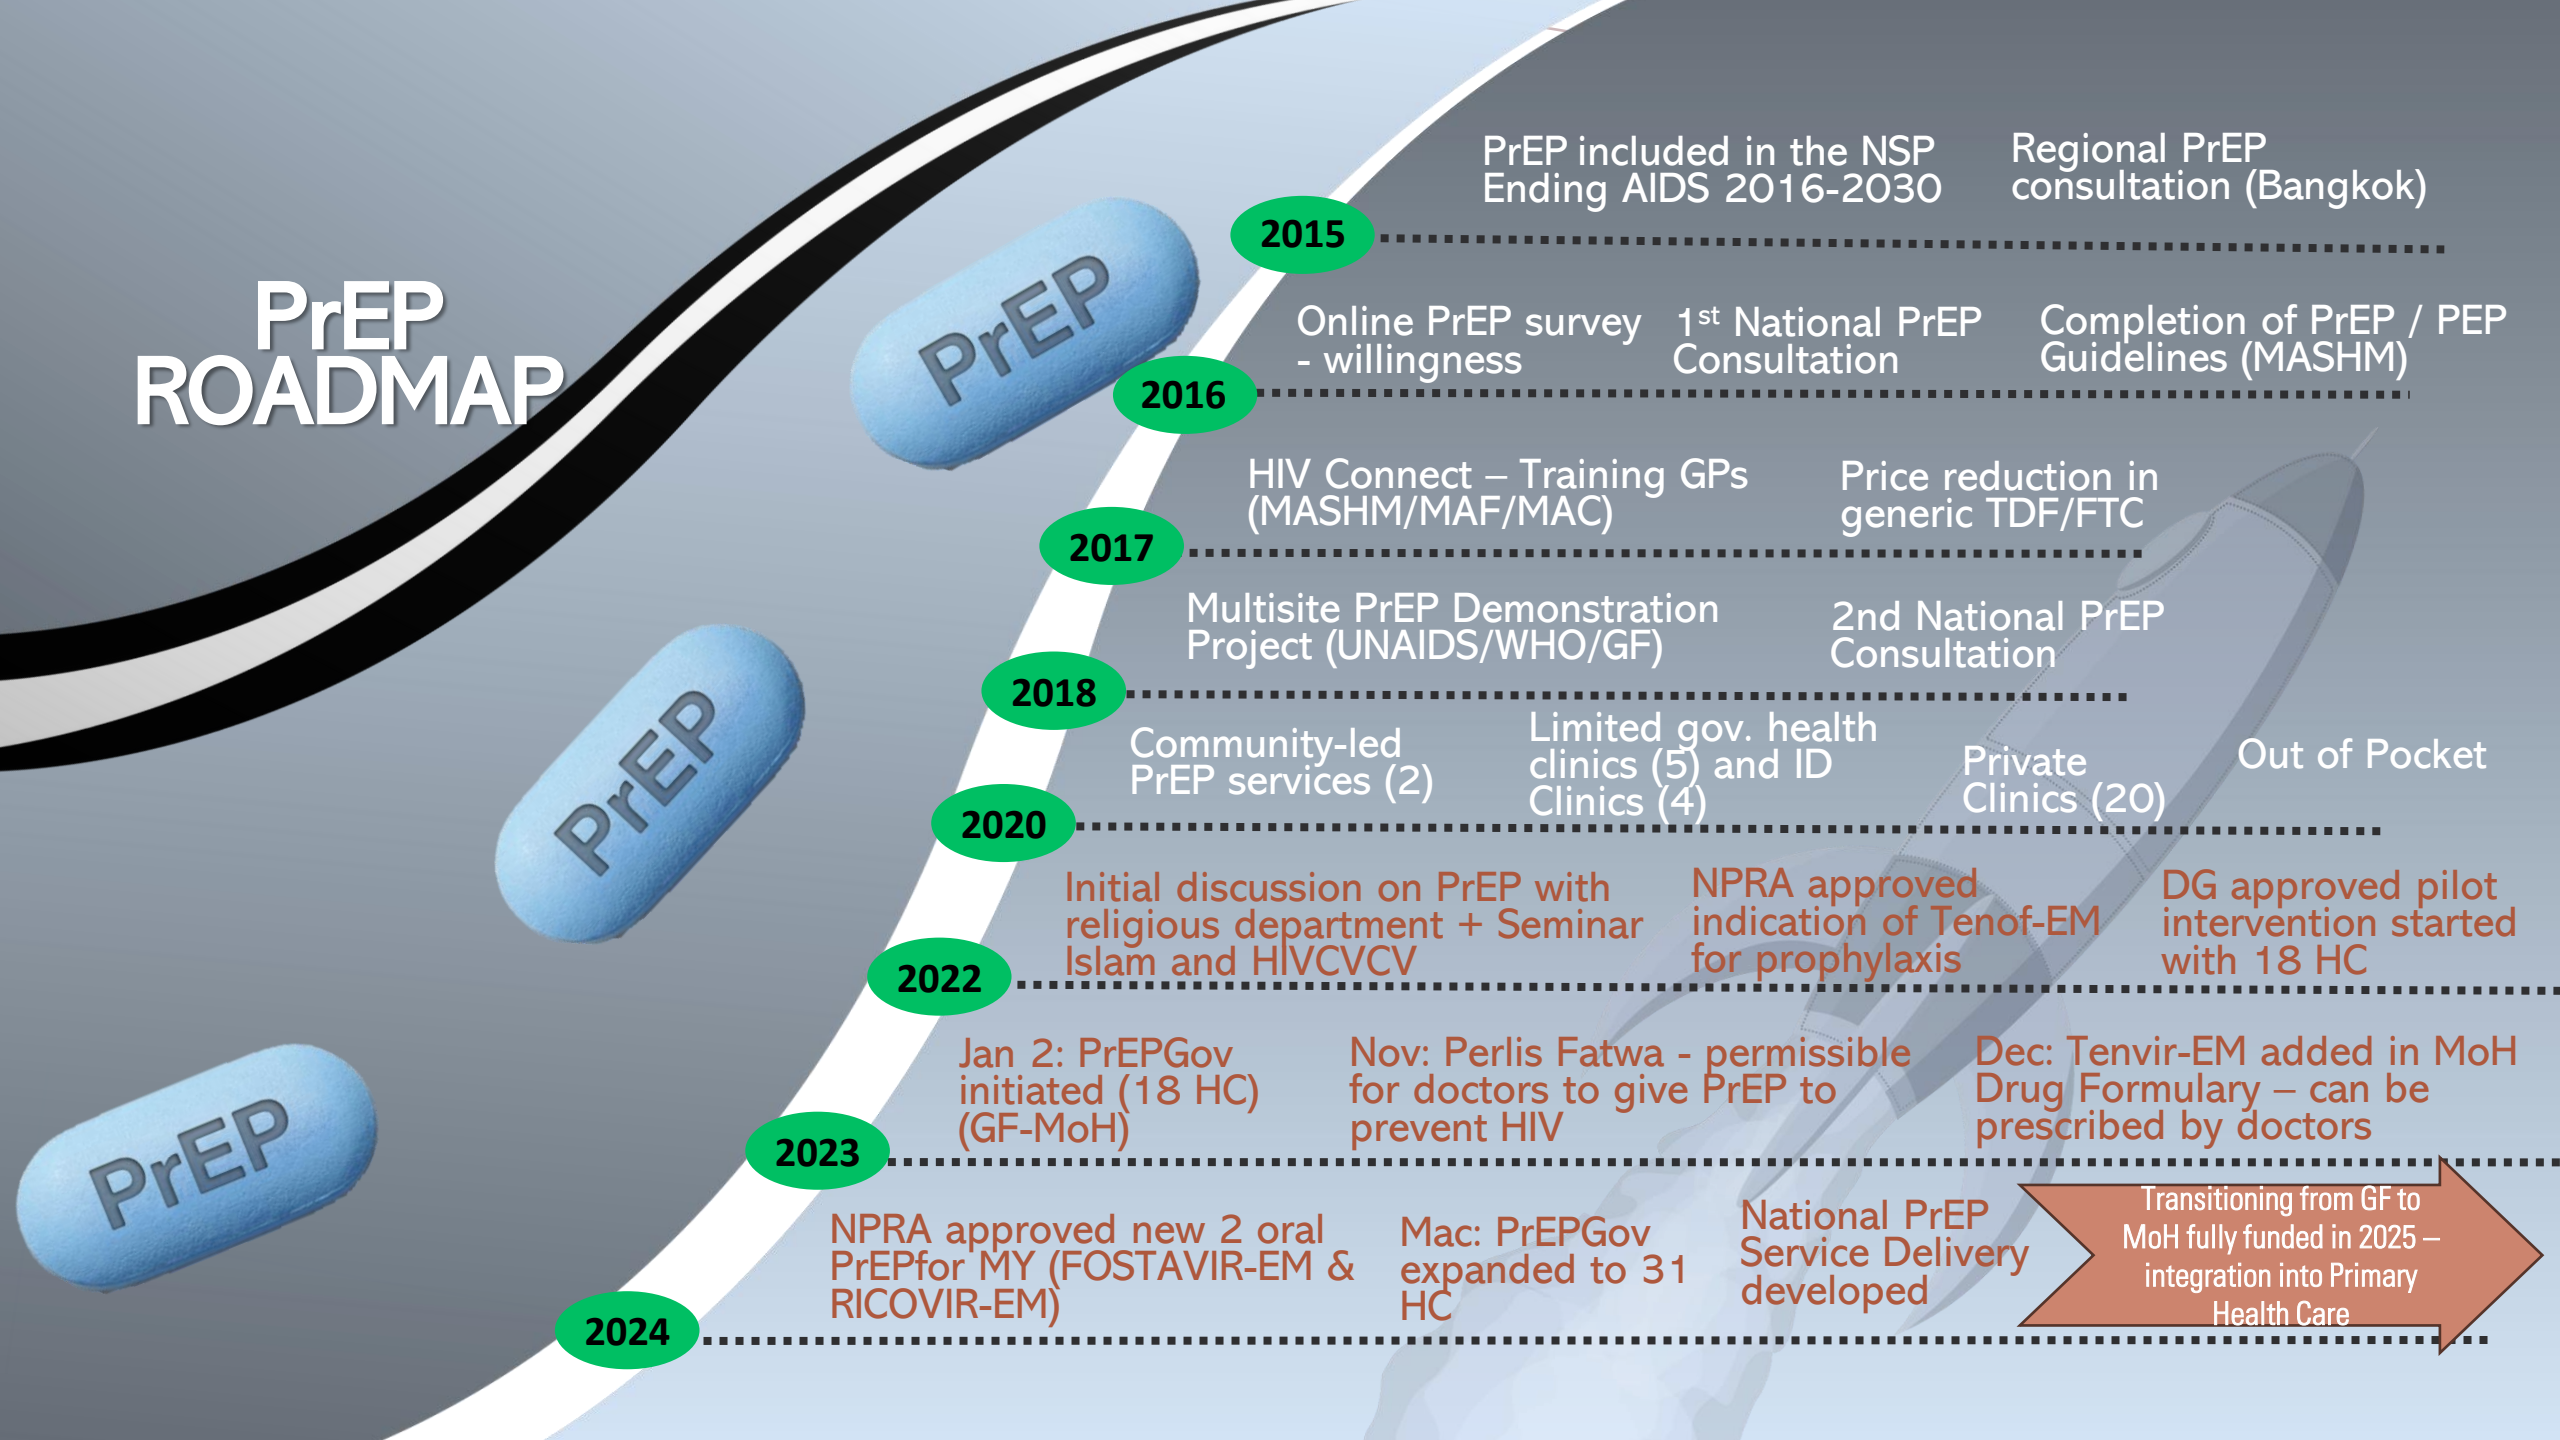 PrEP
ROADMAP
PrEP
PrEP
PrEP
2015
PrEP included in the NSP
Ending AIDS 2016-2030
Regional PrEP
consultation (Bangkok)
2016
Online PrEP survey
- willingness
1st National PrEP
Consultation
Completion of PrEP / PEP
Guidelines (MASHM)
2017
HIV Connect – Training GPs
(MASHM/MAF/MAC)
Price reduction in
generic TDF/FTC
2018
Multisite PrEP Demonstration
Project (UNAIDS/WHO/GF)
2nd National PrEP
Consultation
2020
Community-led
PrEP services (2)
Limited gov. health
clinics (5) and ID
Clinics (4)
Private
Clinics (20)
Out of Pocket
2022
Initial discussion on PrEP with
religious department + Seminar
Islam and HIVCVCV
NPRA approved
indication of Tenof-EM
for prophylaxis
DG approved pilot
intervention started
with 18 HC
2023
Jan 2: PrEPGov
initiated (18 HC)
(GF-MoH)
Nov: Perlis Fatwa - permissible
for doctors to give PrEP to
prevent HIV
Dec: Tenvir-EM added in MoH
Drug Formulary – can be
prescribed by doctors
2024
NPRA approved new 2 oral
PrEPfor MY (FOSTAVIR-EM &
RICOVIR-EM)
Mac: PrEPGov
expanded to 31
HC
National PrEP
Service Delivery
developed
Transitioning from GF to
MoH fully funded in 2025 –
integration into Primary
Health Care